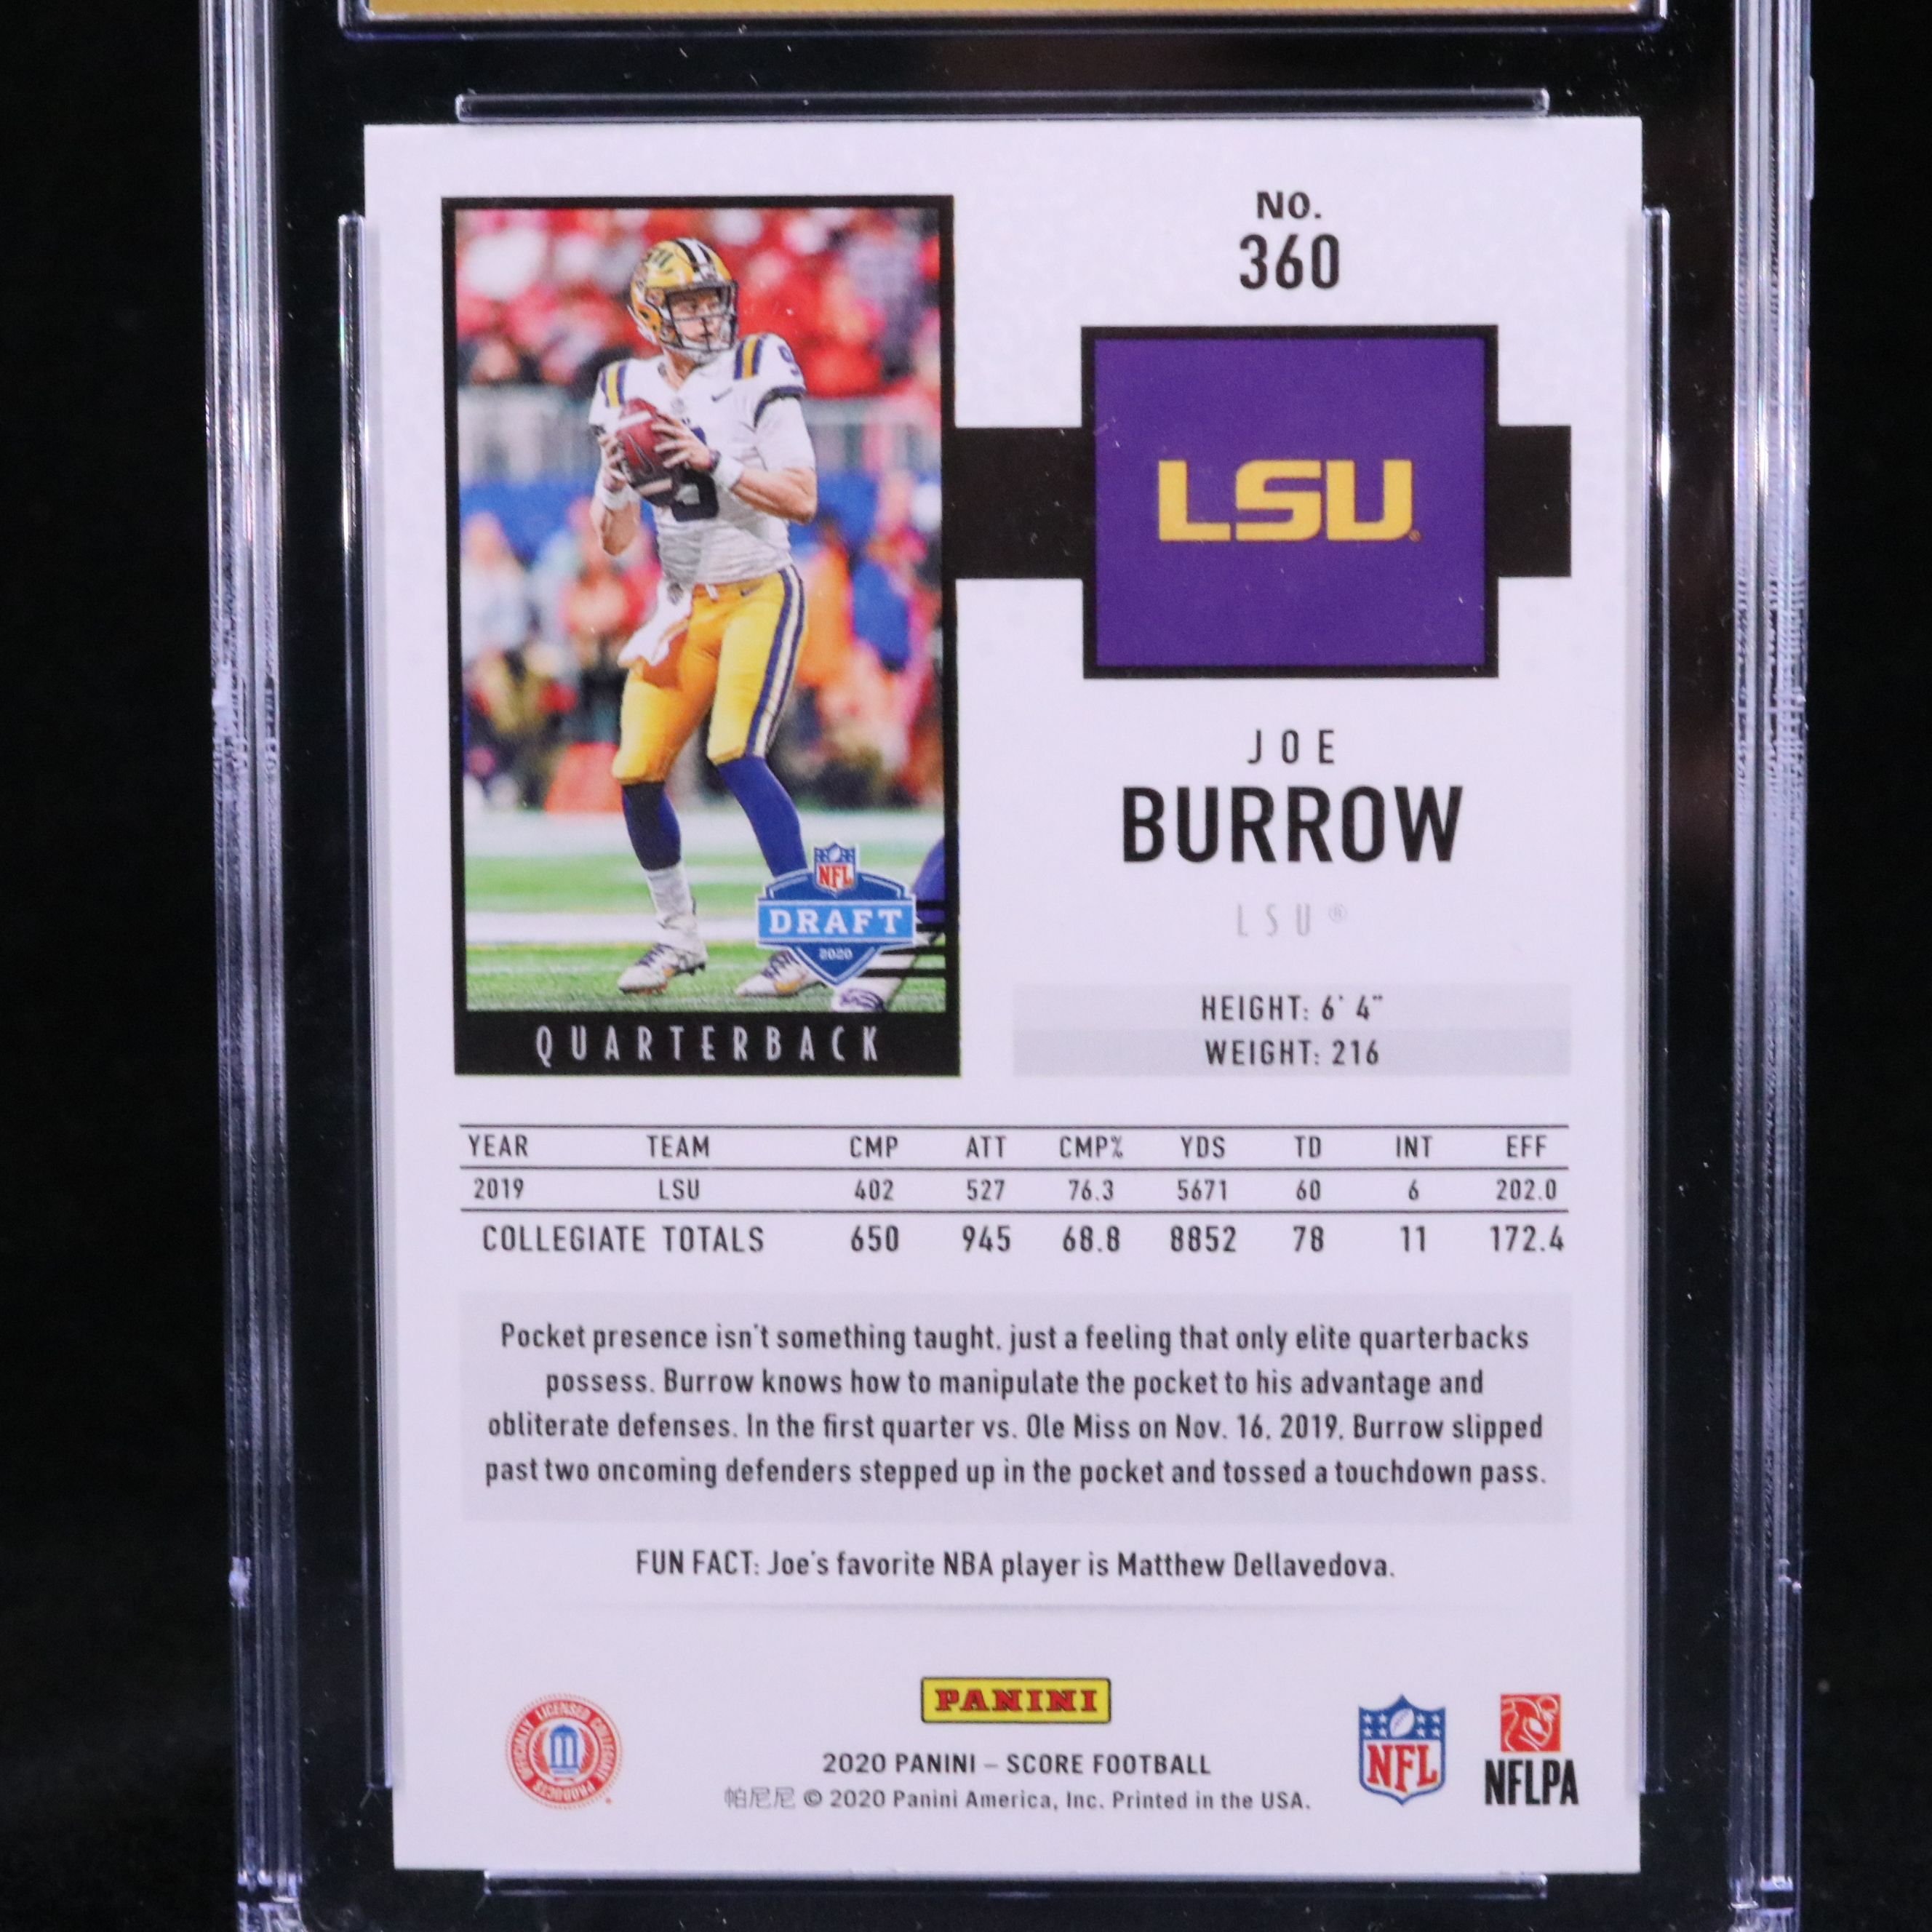 No.
360
LSU
JOE
BURROW
LSU®
HEIGHT: 6' 4"
WEIGHT: 216
NFL
DRAFT
2020
QUARTERBACK
YEAR TEAM CMP ATT CMP% YDS TD INT EFF
2019 LSU 402 527 76.3 5671 60 6 202.0
COLLEGIATE TOTALS 650 945 68.8 8852 78 11 172.4
Pocket presence isn't something taught, just a feeling that only elite quarterbacks
possess. Burrow knows how to manipulate the pocket to his advantage and
obliterate defenses. In the first quarter vs. Ole Miss on Nov. 16, 2019, Burrow slipped
past two oncoming defenders stepped up in the pocket and tossed a touchdown pass.
FUN FACT: Joe's favorite NBA player is Matthew Dellavedova.
PANINI
OFFICIALLY LICENSED COLLEGIATE PRODUCTS
2020 PANINI – SCORE FOOTBALL
帕尼尼 © 2020 Panini America, Inc. Printed in the USA.
NFL
NFLPA